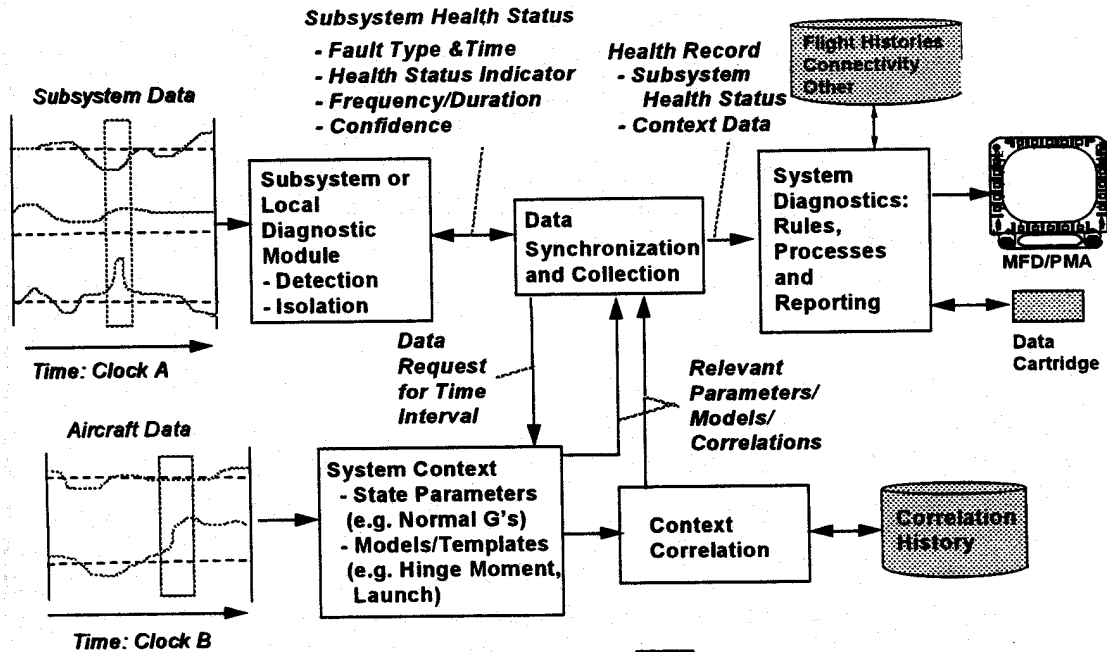 Subsystem Health Status
- Fault Type &Time
- Health Status Indicator
- Frequency/Duration
- Confidence
Health Record
- Subsystem
Health Status
- Context Data
Flight Histories
Connectivity
Other
Subsystem Data
Time: Clock A
Subsystem or
Local
Diagnostic
Module
- Detection
- Isolation
Data
Synchronization
and Collection
System
Diagnostics:
Rules,
Processes
and
Reporting
MFD/PMA
Data
Cartridge
Data
Request
for Time
Interval
Relevant
Parameters/
Models/
Correlations
Aircraft Data
Time: Clock B
System Context
- State Parameters
(e.g. Normal G's)
- Models/Templates
(e.g. Hinge Moment,
Launch)
Context
Correlation
Correlation
History